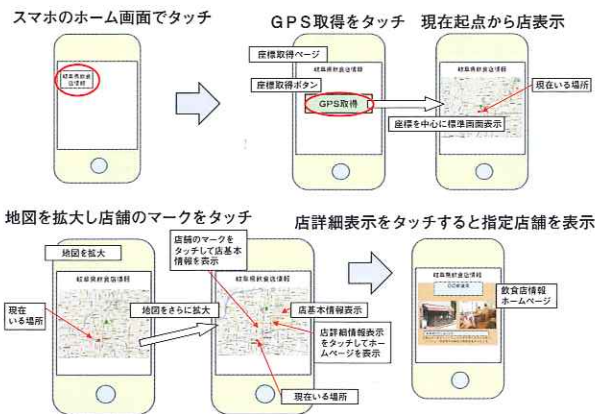 スマホのホーム画面でタッチ
GPS取得をタッチ
現在起点から店表示
岐阜県飲食
店情報
座標取得ページ
座標取得ボタン
岐阜県飲食店情報
GPS取得
岐阜県飲食店情報
現在いる場所
座標を中心に標準画面表示
地図を拡大し店舗のマークをタッチ
店詳細表示をタッチすると指定店舗を表示
地図を拡大
岐阜県飲食店情報
現在
いる場所
地図をさらに拡大
店舗のマークを
タッチして店基本
情報を表示
岐阜県飲食店情報
店基本情報表示
店詳細情報表示
をタッチしてホー
ムページを表示
現在いる場所
岐阜県飲食店情報
飲食店情報
ホームページ